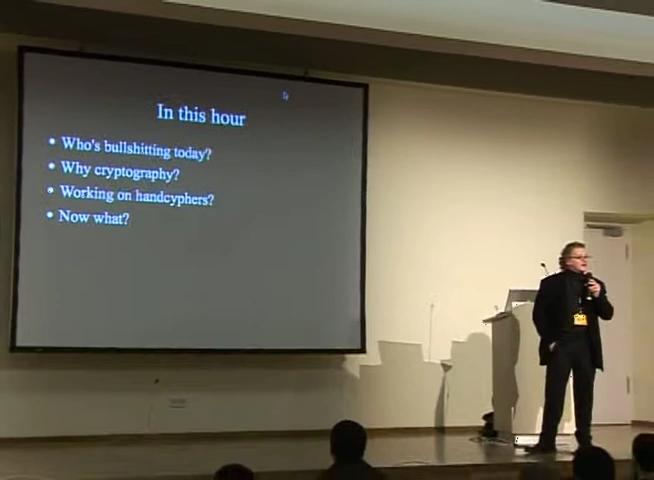 In this hour
• Who's bullshitting today?
• Why cryptography?
• Working on handcyphers?
• Now what?